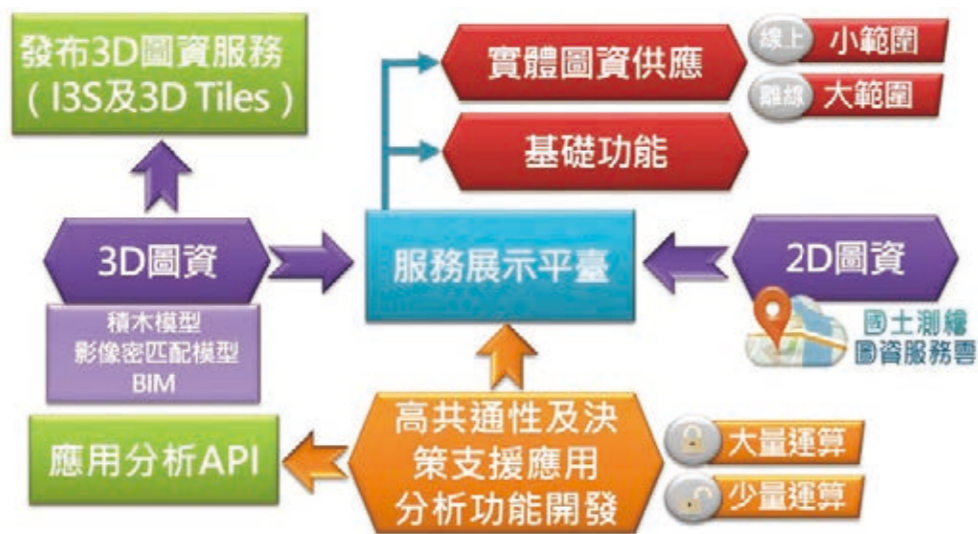 發布3D圖資服務
（I3S及3D Tiles）
實體圖資供應
線上
小範圍
離線
大範圍
基礎功能
3D圖資
積木模型
影像密匹配模型
BIM
服務展示平臺
2D圖資
國土測繪
圖資服務雲
應用分析API
高共通性及決
策支援應用
分析功能開發
大量運算
少量運算